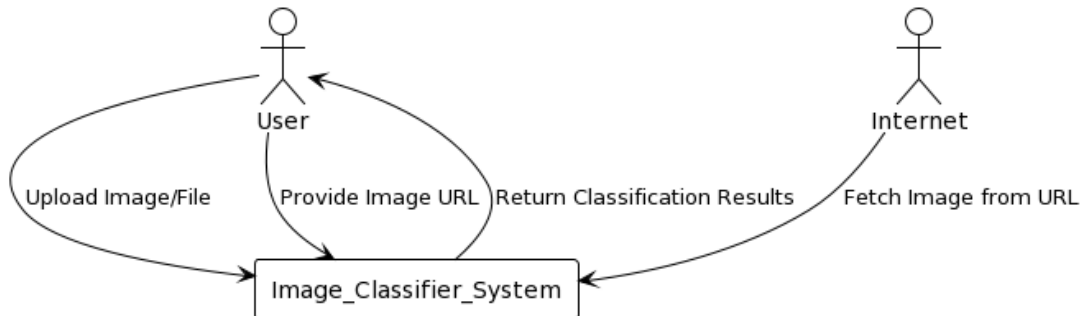 User
Internet
Upload Image/File
Provide Image URL
Return Classification Results
Fetch Image from URL
Image_Classifier_System